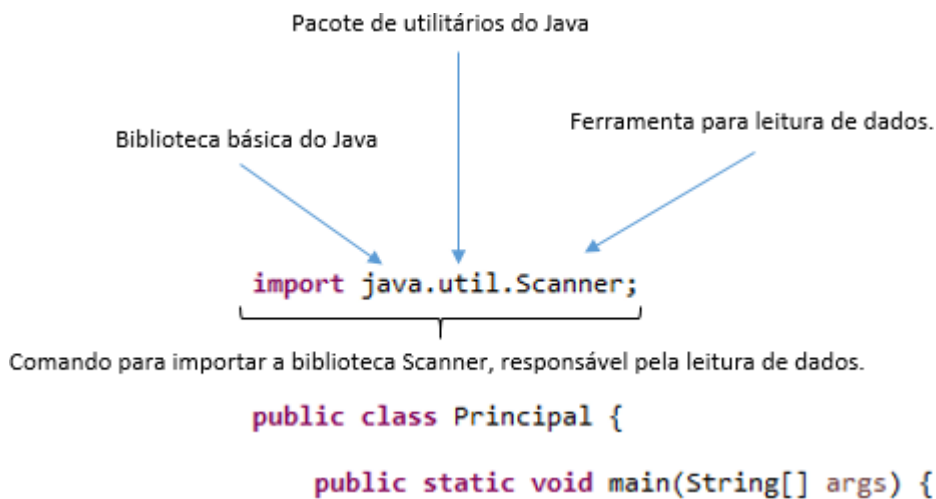 Pacote de utilitários do Java
Ferramenta para leitura de dados.
Biblioteca básica do Java
import java.util.Scanner;
Comando para importar a biblioteca Scanner, responsável pela leitura de dados.
public class Principal {
public static void main(String[] args) {